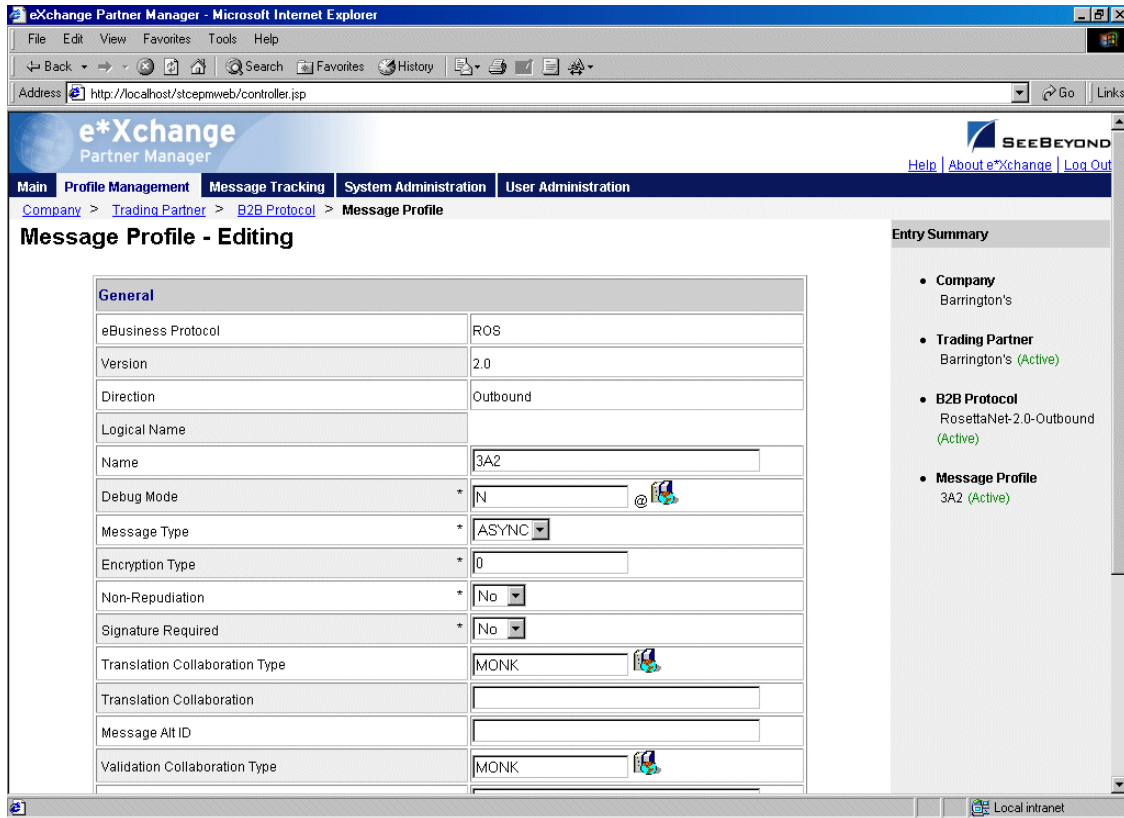 eXchange Partner Manager - Microsoft Internet Explorer
File Edit View Favorites Tools Help
Back Search Favorites History
Address http://localhost/stcepmweb/controller.jsp Go Links
e*Xchange
Partner Manager
SEEBEYOND
Help | About e*Xchange | Log Out
Main Profile Management Message Tracking System Administration User Administration
Company > Trading Partner > B2B Protocol > Message Profile
Message Profile - Editing
General
eBusiness Protocol ROS
Version 2.0
Direction Outbound
Logical Name
Name 3A2
Debug Mode * N @
Message Type * ASYNC
Encryption Type * 0
Non-Repudiation * No
Signature Required * No
Translation Collaboration Type MONK
Translation Collaboration
Message Alt ID
Validation Collaboration Type MONK
Entry Summary
• Company
Barrington's
• Trading Partner
Barrington's (Active)
• B2B Protocol
RosettaNet-2.0-Outbound
(Active)
• Message Profile
3A2 (Active)
Local intranet